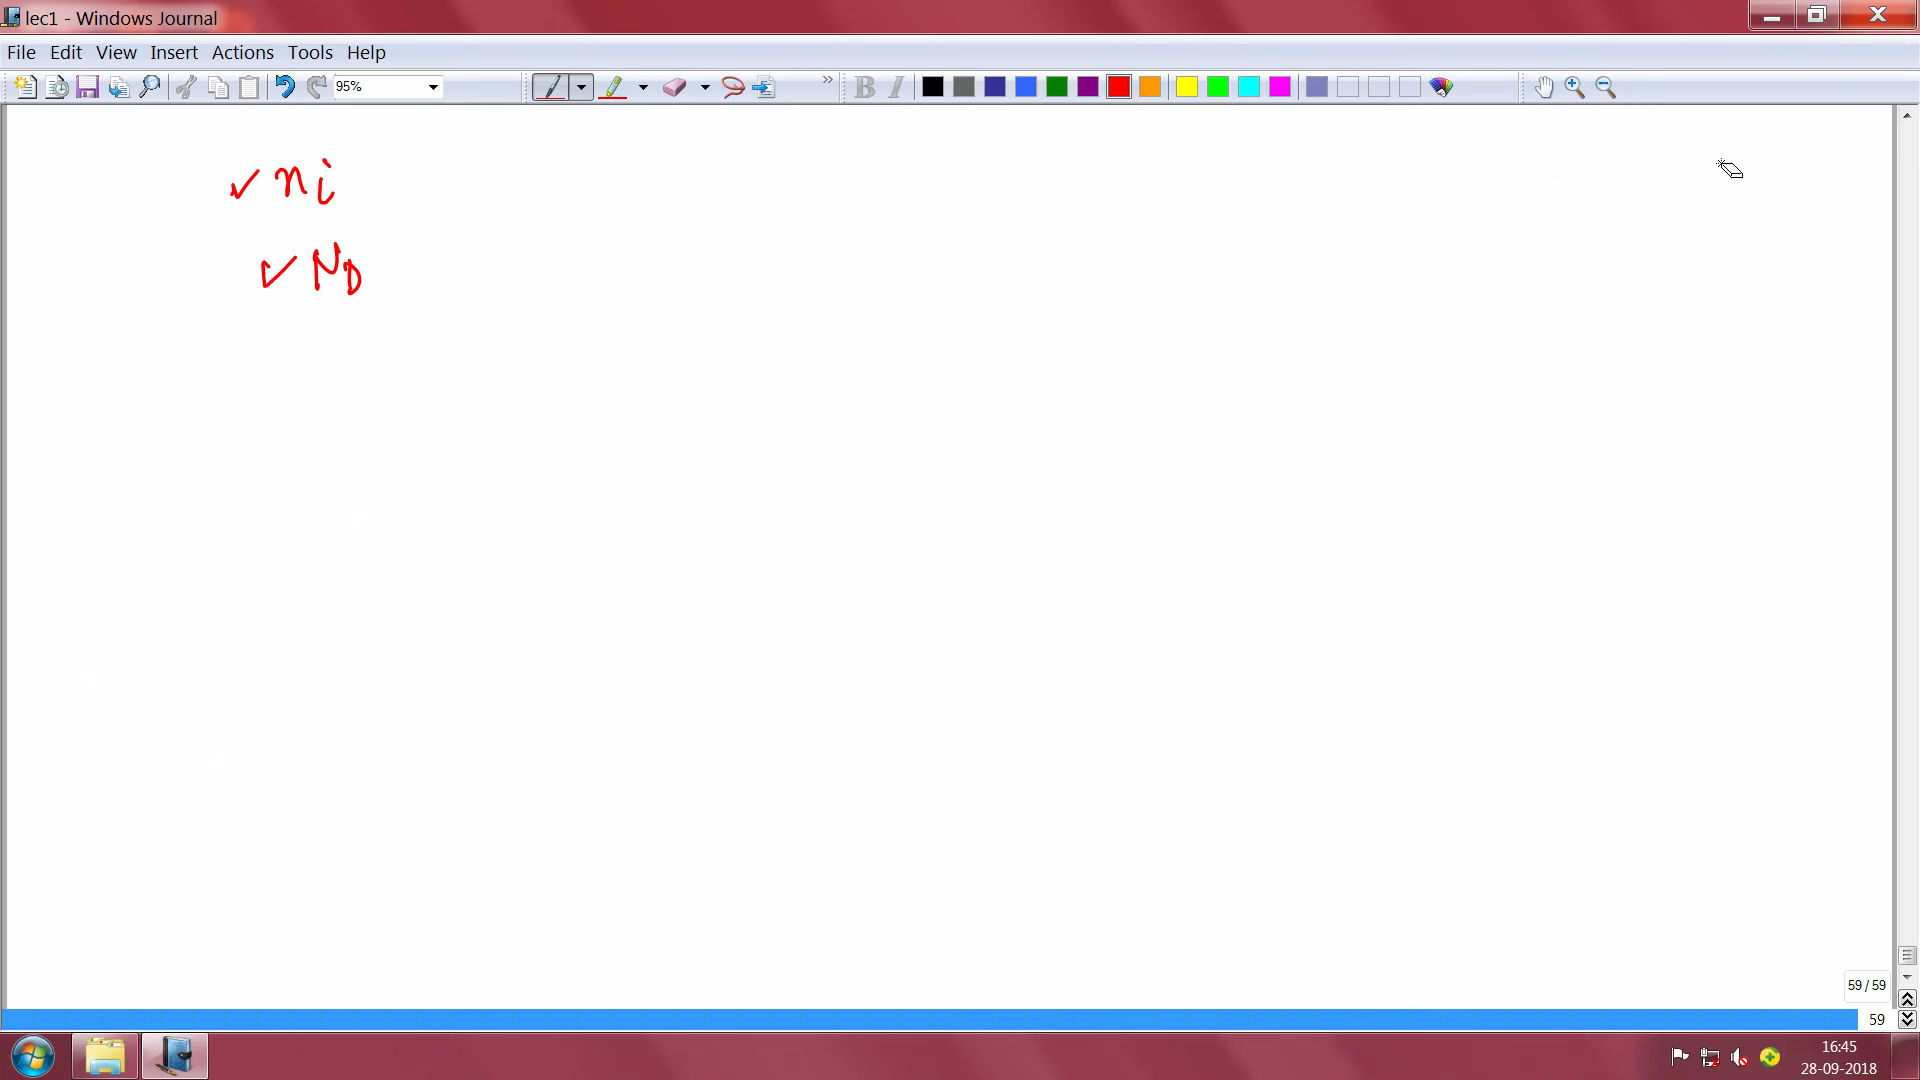 lec1 - Windows Journal
File Edit View Insert Actions Tools Help
95% B I
✓ ni
✓ ND
59 / 59
59
16:45
28-09-2018